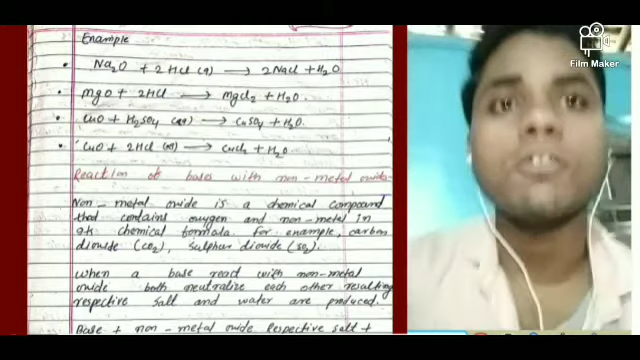 Example
• Na2O + 2HCl (aq) → 2NaCl + H2O
• mgO + 2HCl → mgCl2 + H2O.
• CuO + H2SO4 (aq) → CuSO4 + H2O.
• CuO + 2HCl (aq) → CuCl2 + H2O
Reaction of bases with non-metal oxides
Non-metal oxide is a chemical compound
that contains oxygen and non-metal in
its chemical formala. For example, carbon
dioxide (CO2), sulphur dioxide (SO2).
When a base react with non-metal
oxide both neutralize each other resulting
respective salt and water are produced.
Base + non-metal oxide Respective salt +
Film Maker